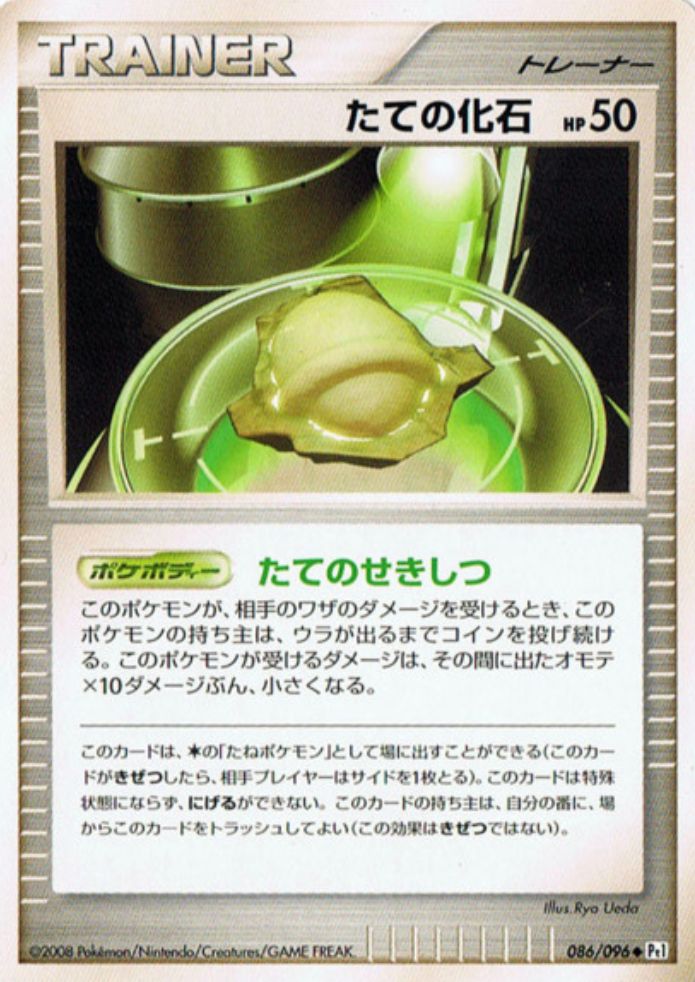 TRAINER
トレーナー
たての化石 HP 50
ポケボディー たてのせきしつ
このポケモンが、相手のワザのダメージを受けるとき、この
ポケモンの持ち主は、ウラが出るまでコインを投げ続け
る。このポケモンが受けるダメージは、その間に出たオモテ
×10ダメージぶん、小さくなる。
このカードは、✶の「たねポケモン」として場に出すことができる(このカー
ドがきぜつしたら、相手プレイヤーはサイドを1枚とる)。このカードは特殊
状態にならず、にげるができない。このカードの持ち主は、自分の番に、場
からこのカードをトラッシュしてよい(この効果はきぜつではない)。
Illus. Ryo Ueda
©2008 Pokémon/Nintendo/Creatures/GAME FREAK.
086/096 ◆ Pt1